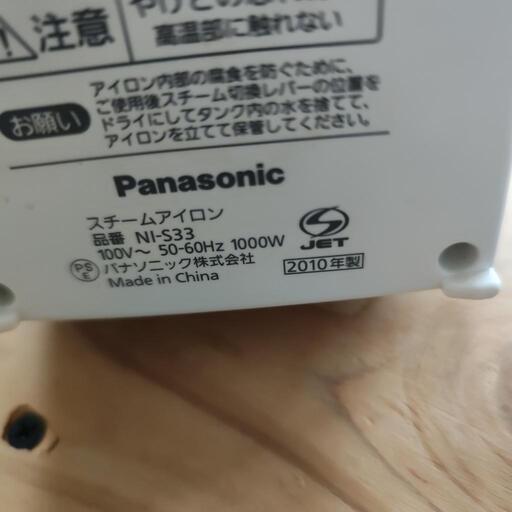 注意
高温部に触れない
お願い
アイロン内部の腐食を防ぐために、
ご使用後スチーム切換レバーの位置を
ドライにしてタンク内の水を捨てて、
アイロンを立てて保管してください。
Panasonic
スチームアイロン
品番 NI-S33
100V〜 50-60Hz 1000W
PSE パナソニック株式会社
Made in China
S JET
2010年製